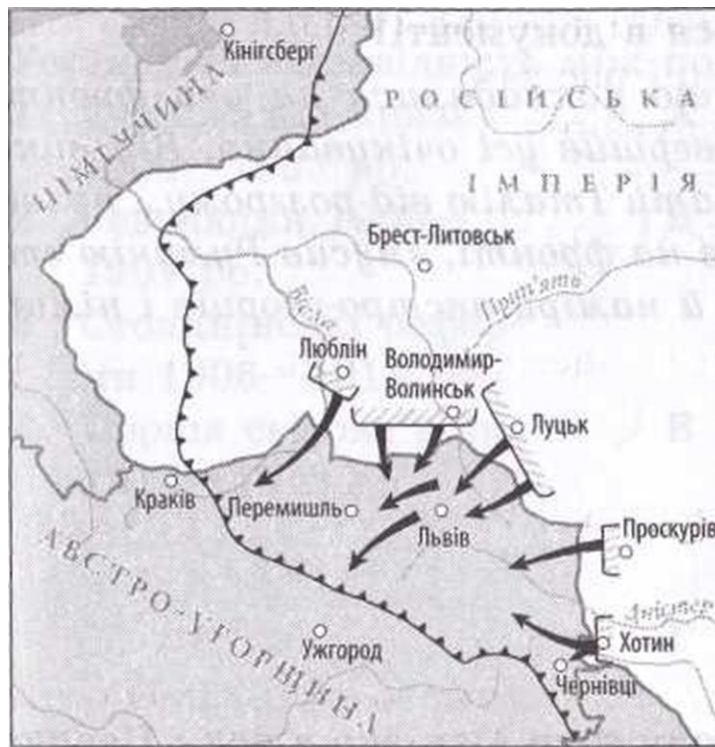 Кінігсберг
НІМЕЧЧИНА
РОСІЙСЬКА
ІМПЕРІЯ
Брест-Литовськ
Прип'ять
Вісла
Люблін
Володимир-
Волинськ
Луцьк
Краків
Перемишль
Львів
Проскурів
Дністер
АВСТРО-УГОРЩИНА
Ужгород
Хотин
Чернівці